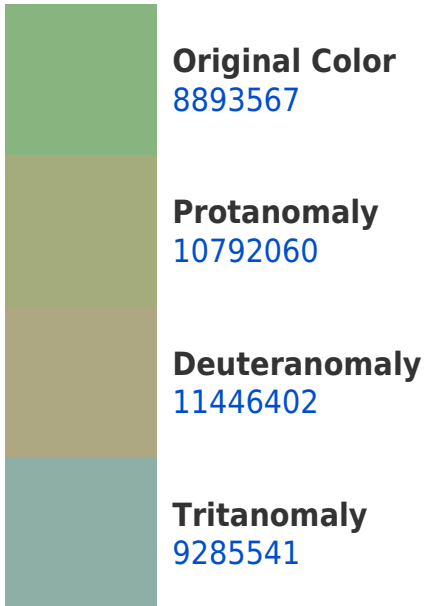 Original Color
8893567
Protanomaly
10792060
Deuteranomaly
11446402
Tritanomaly
9285541